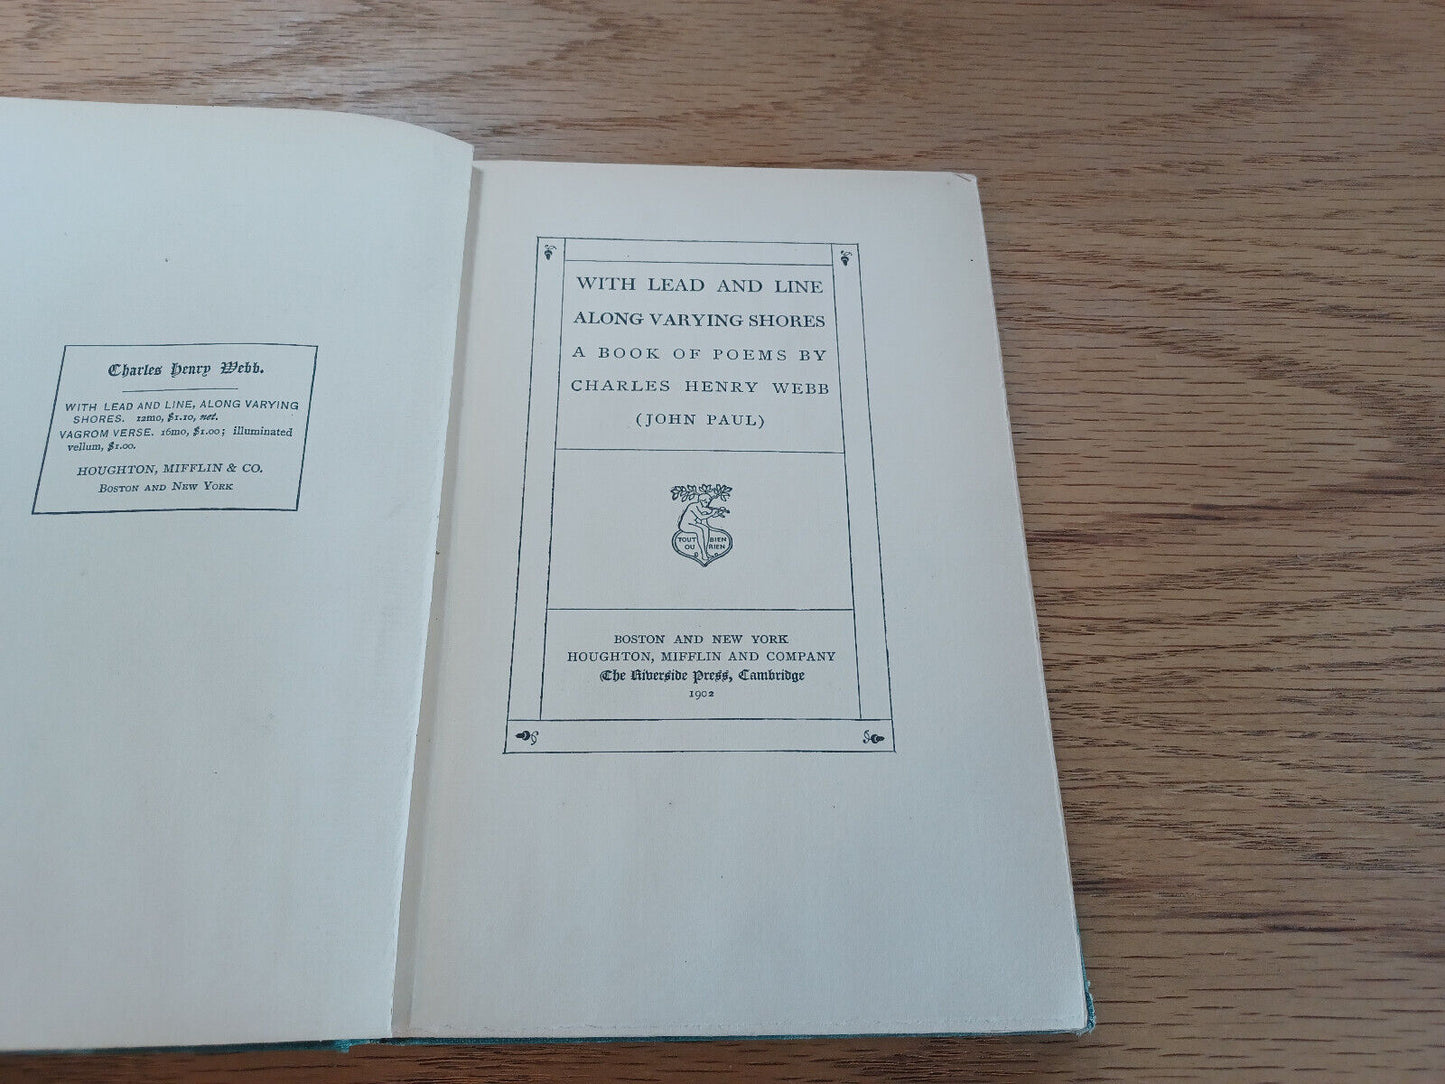 Charles Henry Webb.
WITH LEAD AND LINE, ALONG VARYING
SHORES. 12mo, $1.10, net.
VAGROM VERSE. 16mo, $1.00; illuminated
vellum, $1.00.
HOUGHTON, MIFFLIN & CO.
BOSTON AND NEW YORK
WITH LEAD AND LINE
ALONG VARYING SHORES
A BOOK OF POEMS BY
CHARLES HENRY WEBB
(JOHN PAUL)
TOUT BIEN
OU RIEN
BOSTON AND NEW YORK
HOUGHTON, MIFFLIN AND COMPANY
The Riverside Press, Cambridge
1902